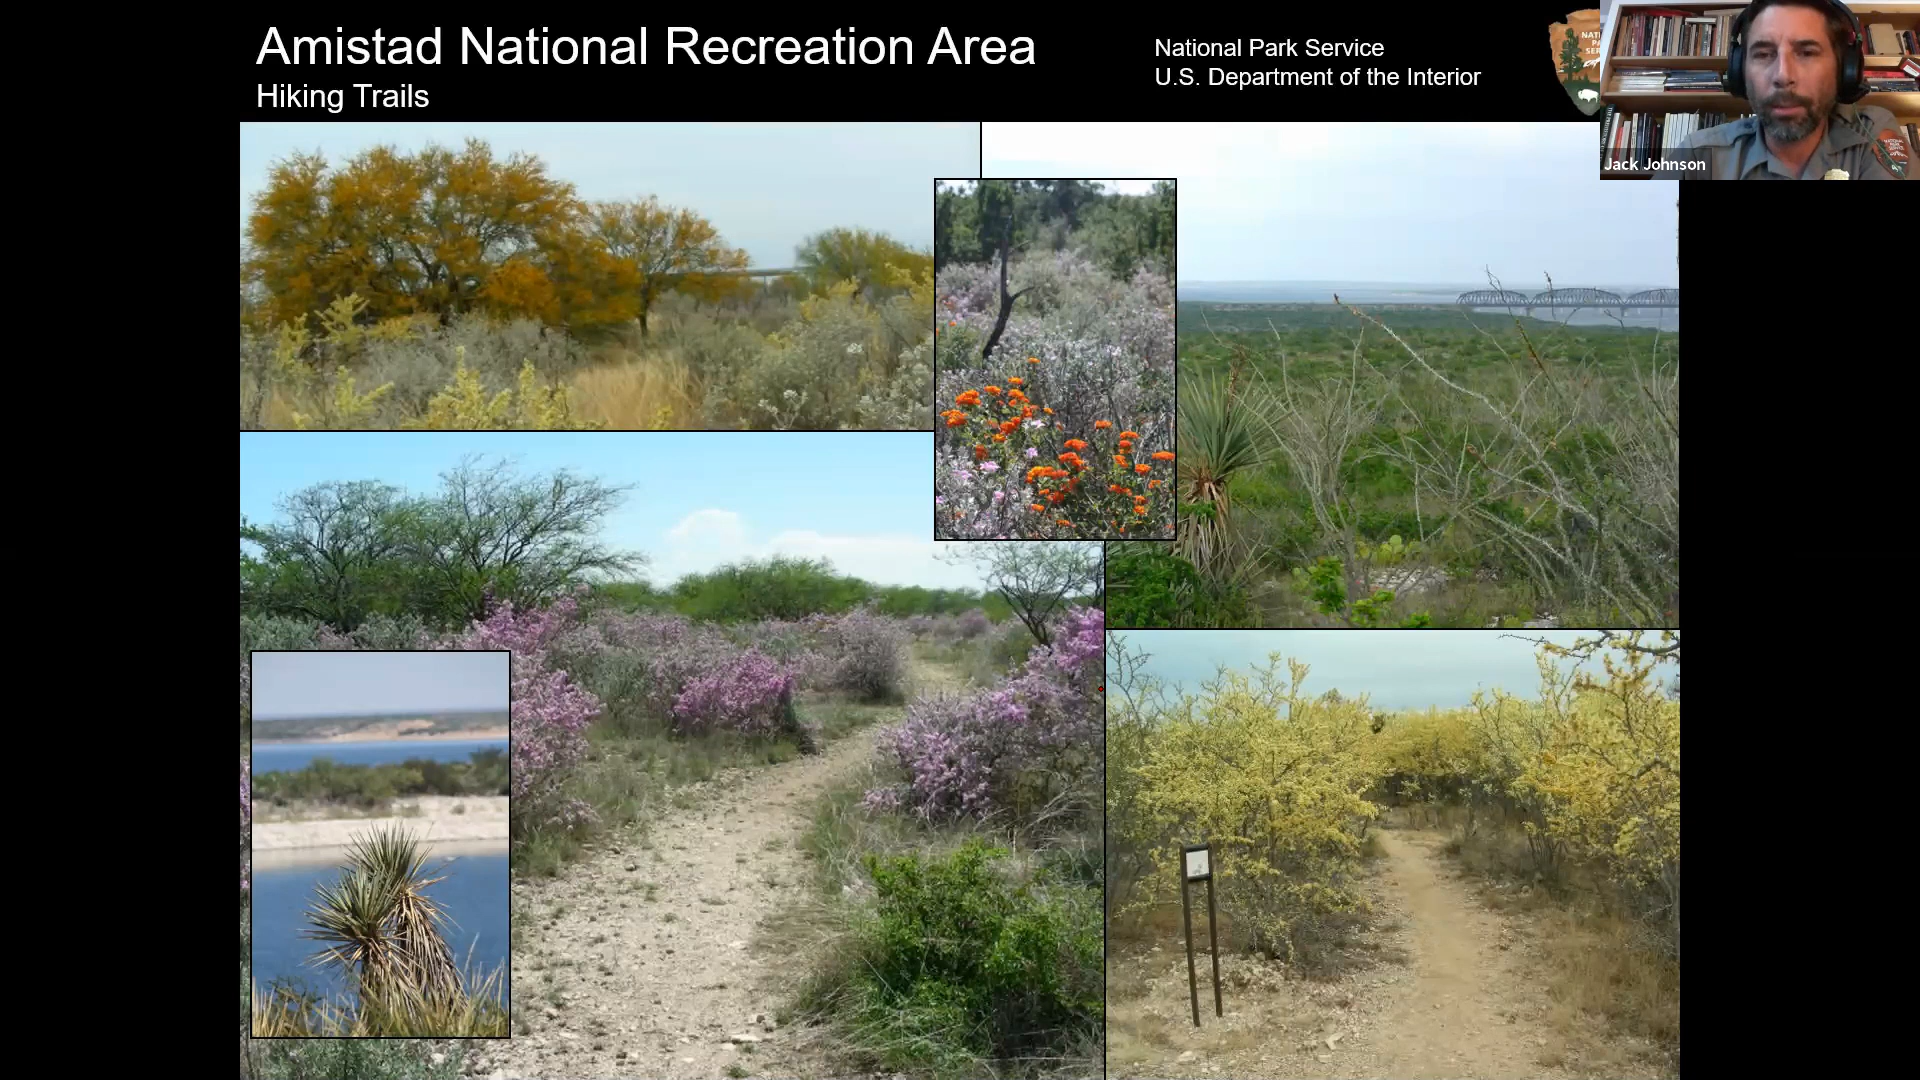 Amistad National Recreation Area
Hiking Trails
National Park Service
U.S. Department of the Interior
Jack Johnson